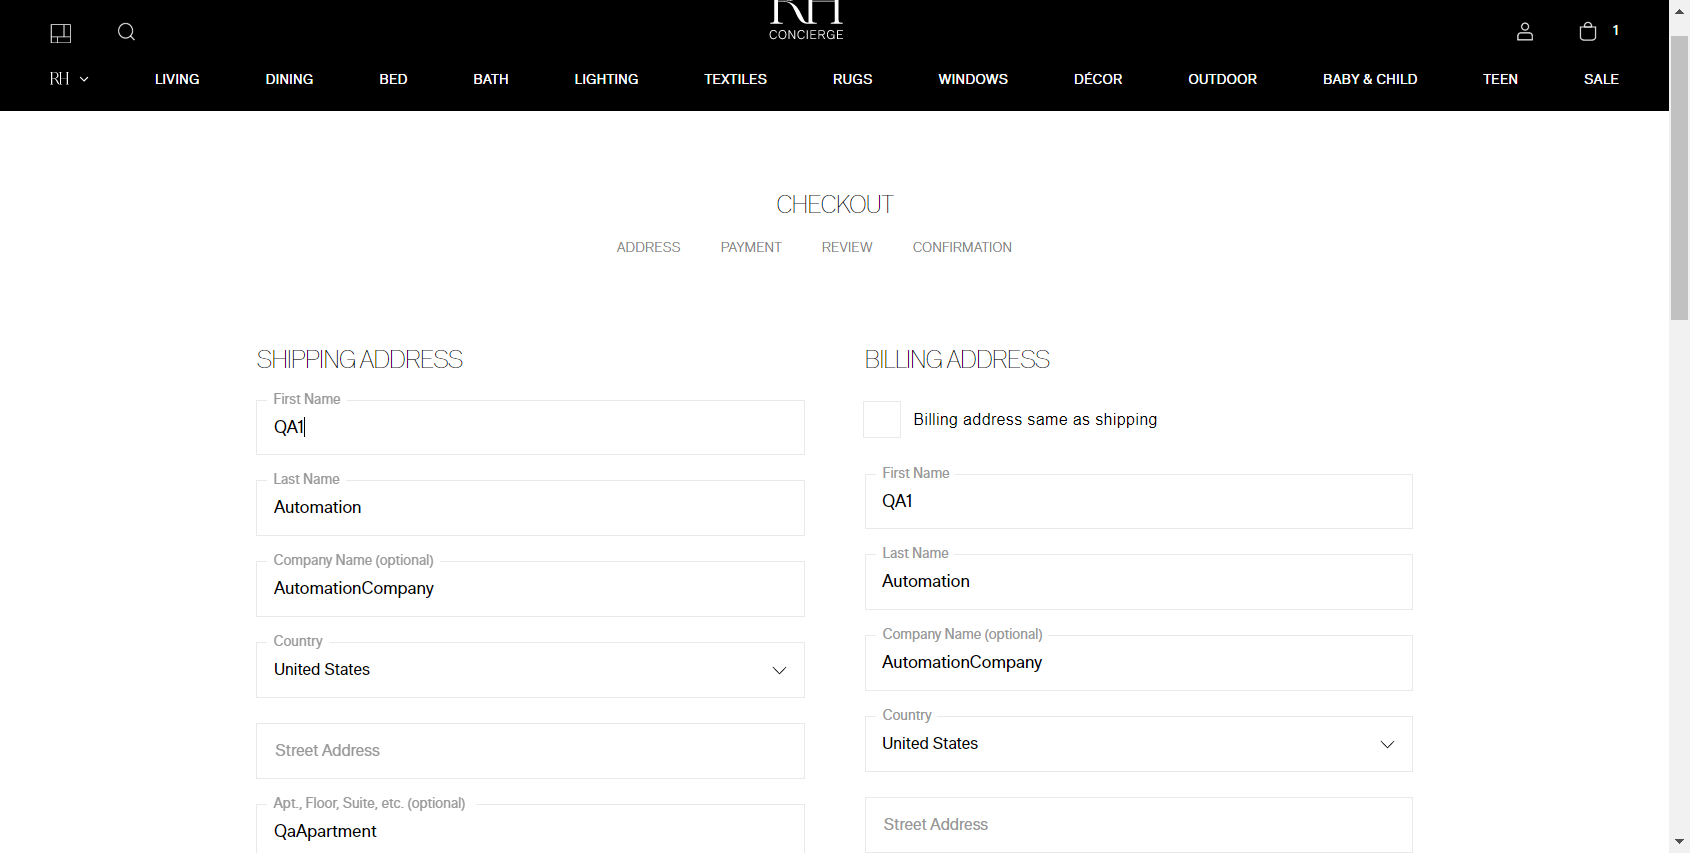 RH
CONCIERGE
1
RH LIVING DINING BED BATH LIGHTING TEXTILES RUGS WINDOWS DÉCOR OUTDOOR BABY & CHILD TEEN SALE
CHECKOUT
ADDRESS PAYMENT REVIEW CONFIRMATION
SHIPPING ADDRESS
First Name
QA1
Last Name
Automation
Company Name (optional)
AutomationCompany
Country
United States
Street Address
Apt., Floor, Suite, etc. (optional)
QaApartment
BILLING ADDRESS
Billing address same as shipping
First Name
QA1
Last Name
Automation
Company Name (optional)
AutomationCompany
Country
United States
Street Address